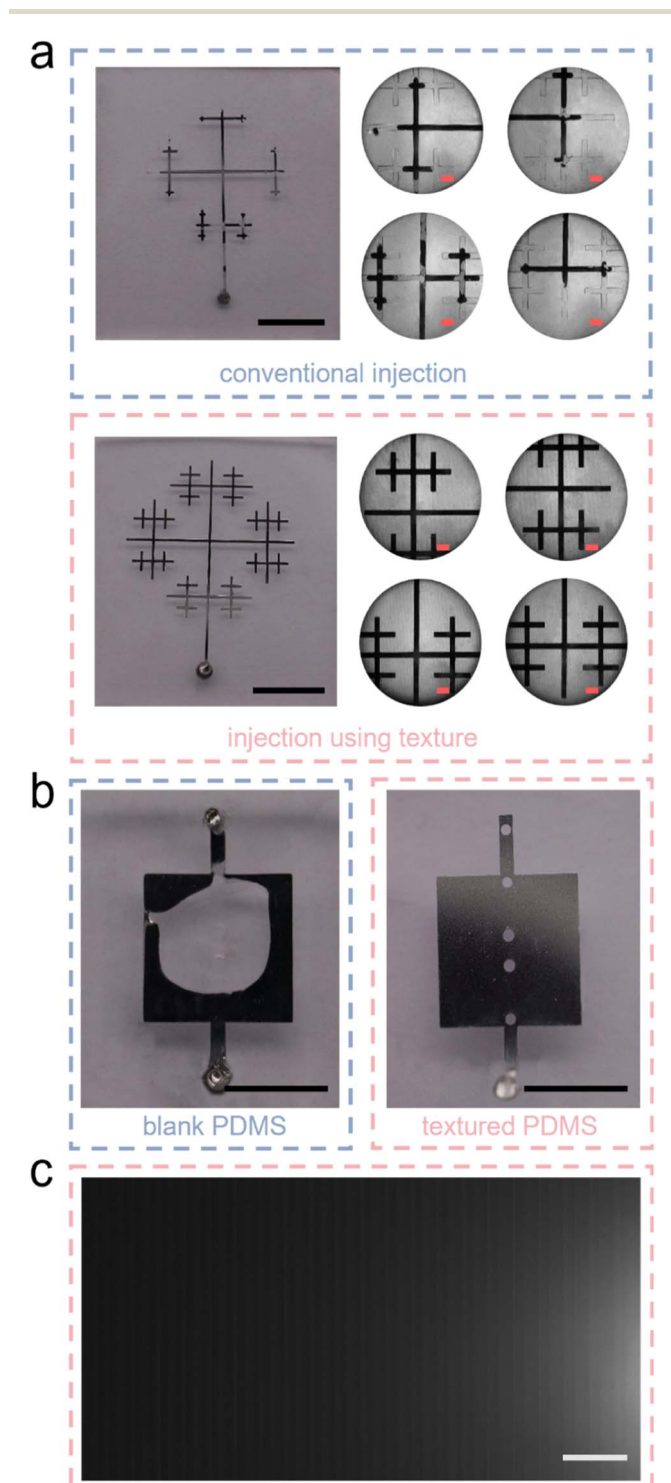 a
conventional injection
injection using texture
b
blank PDMS
textured PDMS
c